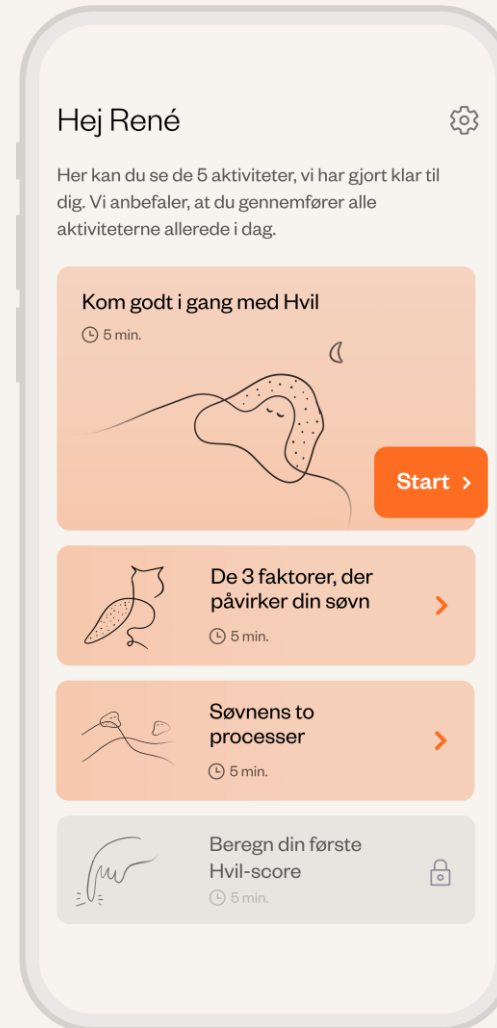 Hej René
Her kan du se de 5 aktiviteter, vi har gjort klar til
dig. Vi anbefaler, at du gennemfører alle
aktiviteterne allerede i dag.
Kom godt i gang med Hvil
5 min.
Start
De 3 faktorer, der
påvirker din søvn
5 min.
Søvnens to
processer
5 min.
Beregn din første
Hvil-score
5 min.